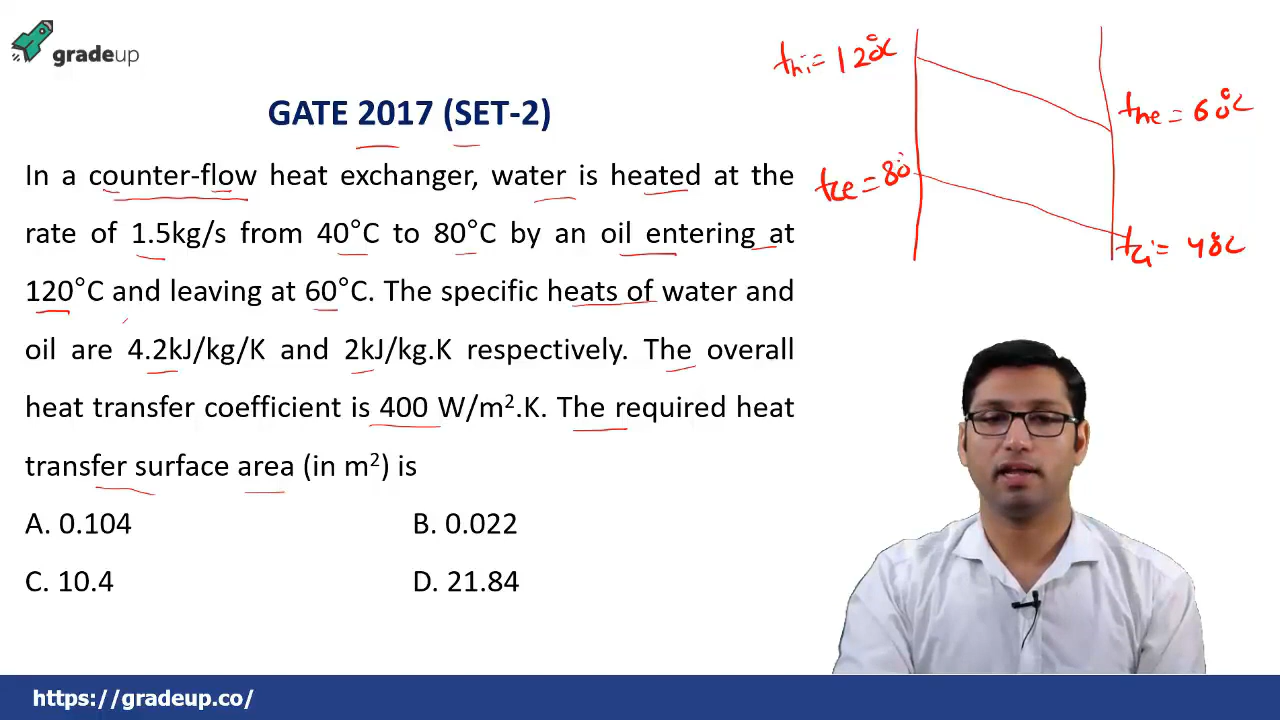 gradeup
GATE 2017 (SET-2)
In a counter-flow heat exchanger, water is heated at the
rate of 1.5kg/s from 40°C to 80°C by an oil entering at
120°C and leaving at 60°C. The specific heats of water and
oil are 4.2kJ/kg/K and 2kJ/kg.K respectively. The overall
heat transfer coefficient is 400 W/m².K. The required heat
transfer surface area (in m²) is
A. 0.104 B. 0.022
C. 10.4 D. 21.84
thi = 120°C
the = 60°C
tce = 80°
tci = 40°C
https://gradeup.co/